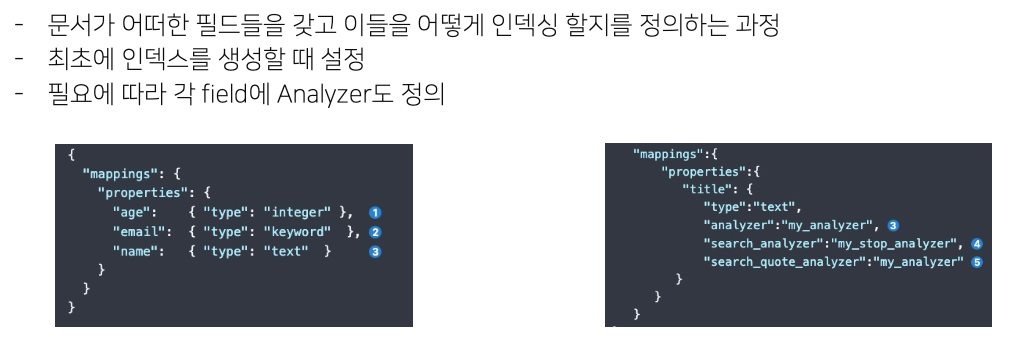 - 문서가 어떠한 필드들을 갖고 이들을 어떻게 인덱싱 할지를 정의하는 과정
- 최초에 인덱스를 생성할 때 설정
- 필요에 따라 각 field에 Analyzer도 정의
{
"mappings": {
"properties": {
"age": { "type": "integer" }, 1
"email": { "type": "keyword" }, 2
"name": { "type": "text" } 3
}
}
}
"mappings":{
"properties":{
"title": {
"type":"text",
"analyzer":"my_analyzer", 3
"search_analyzer":"my_stop_analyzer", 4
"search_quote_analyzer":"my_analyzer" 5
}
}
}